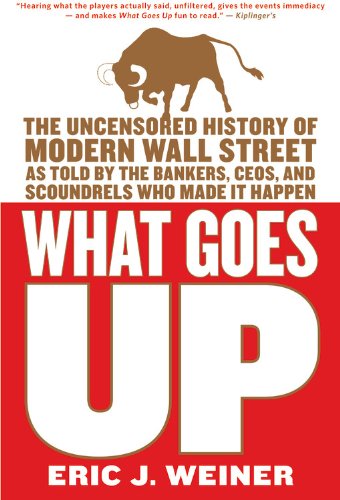 "Hearing what the players actually said, unfiltered, gives the events immediacy
— and makes What Goes Up fun to read." — Kiplinger's
THE UNCENSORED HISTORY OF
MODERN WALL STREET
AS TOLD BY THE BANKERS, CEOS, AND
SCOUNDRELS WHO MADE IT HAPPEN
WHAT GOES
UP
ERIC J. WEINER